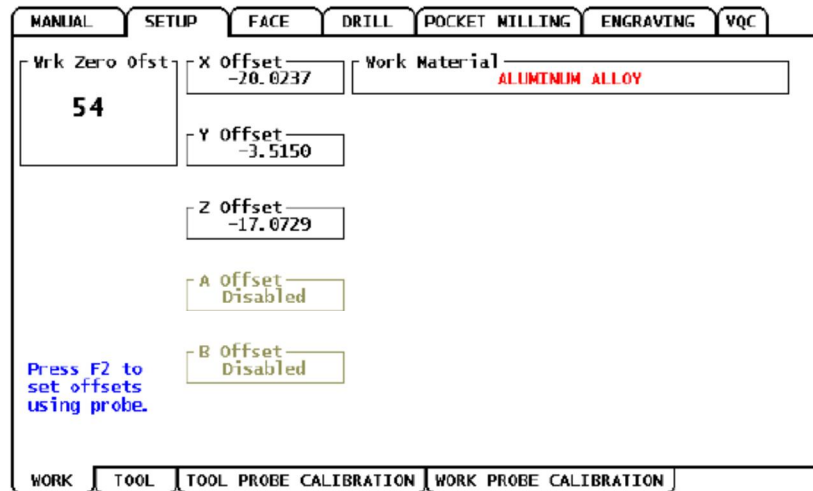 MANUAL SETUP FACE DRILL POCKET MILLING ENGRAVING VQC
Wrk Zero Ofst
54
X Offset
-20.0237
Work Material
ALUMINUM ALLOY
Y Offset
-3.5150
Z Offset
-17.0729
A Offset
Disabled
B Offset
Disabled
Press F2 to
set offsets
using probe.
WORK TOOL TOOL PROBE CALIBRATION WORK PROBE CALIBRATION